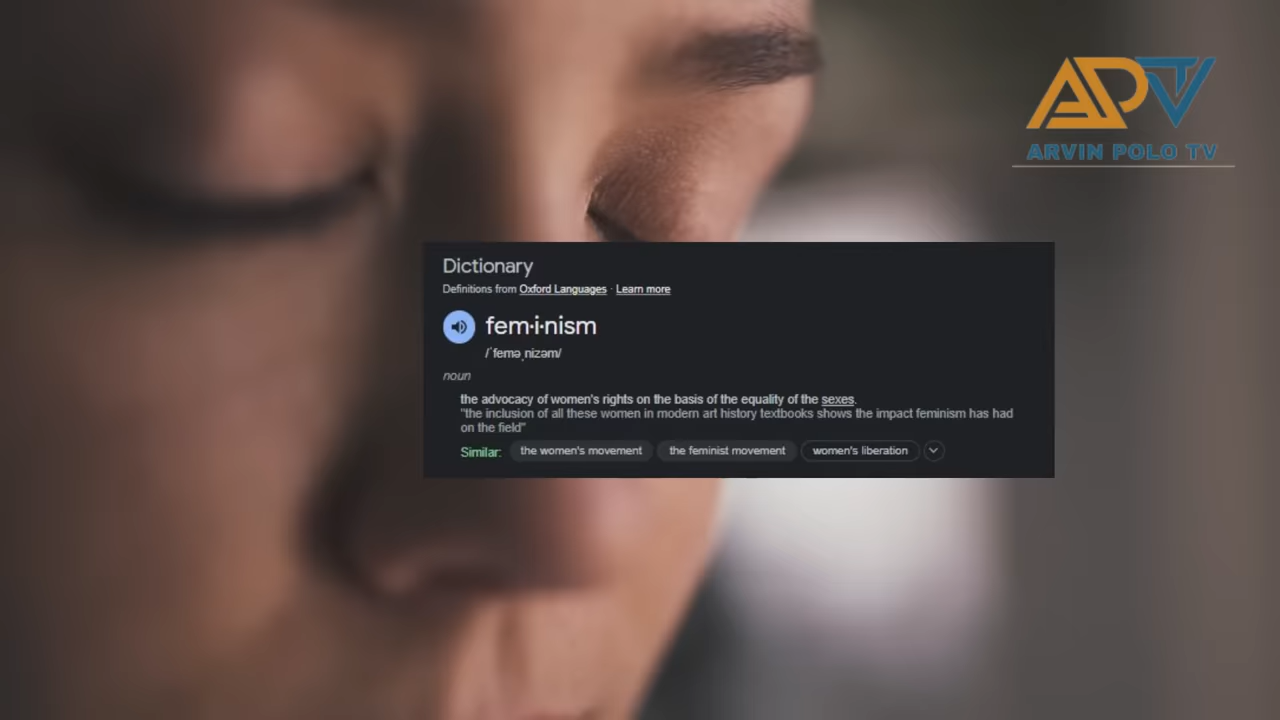 APTV
ARVIN POLO TV
Dictionary
Definitions from Oxford Languages · Learn more
fem·i·nism
/ˈfeməˌnizəm/
noun
the advocacy of women's rights on the basis of the equality of the sexes.
"the inclusion of all these women in modern art history textbooks shows the impact feminism has had
on the field"
Similar: the women's movement the feminist movement women's liberation